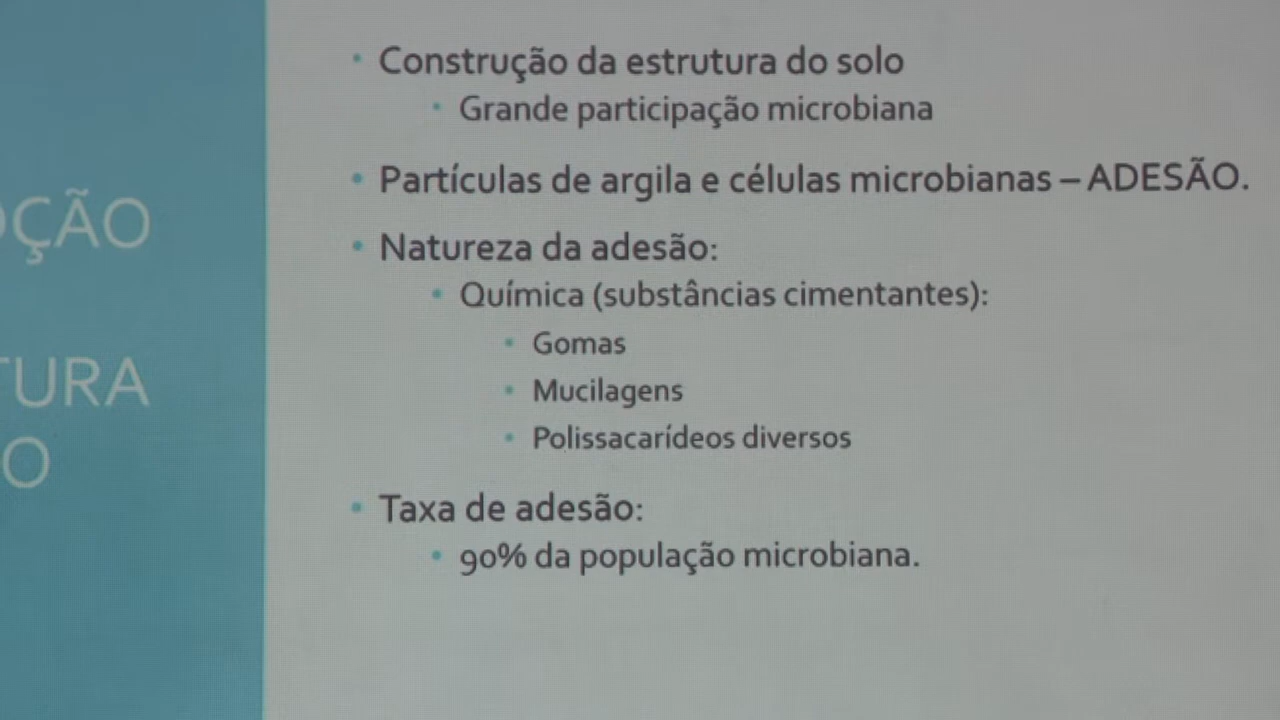 Construção da estrutura do solo
Grande participação microbiana
Partículas de argila e células microbianas – ADESÃO.
Natureza da adesão:
Química (substâncias cimentantes):
Gomas
Mucilagens
Polissacarídeos diversos
Taxa de adesão:
90% da população microbiana.